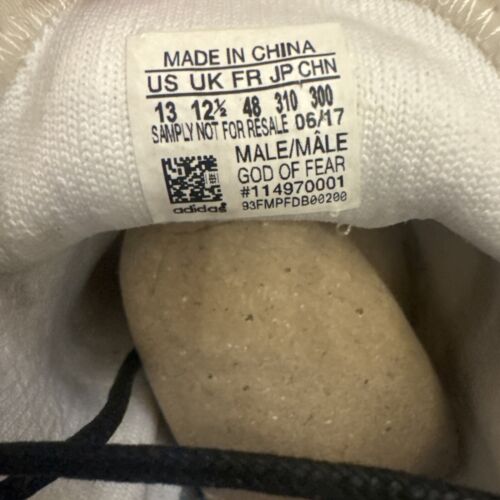 MADE IN CHINA
US UK FR JP CHN
13 12½ 48 310 300
SAMPLY NOT FOR RESALE 06/17
MALE/MÂLE
GOD OF FEAR
#114970001
adidas 93FMPFDB00200